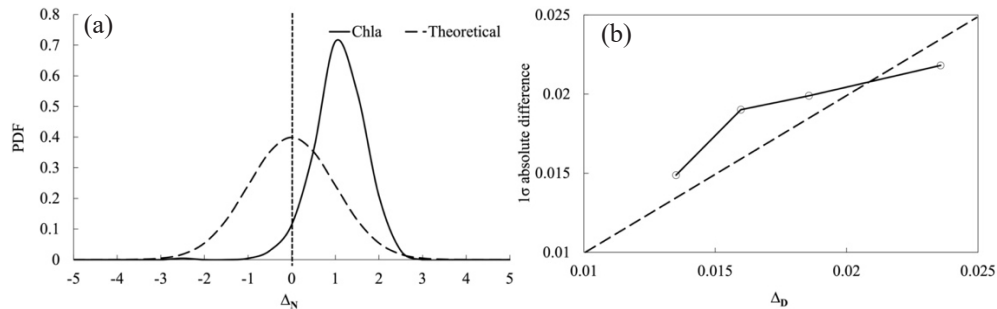 (a)
Chla
Theoretical
0.8
0.7
0.6
0.5
0.4
0.3
0.2
0.1
0
PDF
-5 -4 -3 -2 -1 0 1 2 3 4 5
ΔN
(b)
0.025
0.02
0.015
0.01
1σ absolute difference
0.01 0.015 0.02 0.025
ΔD